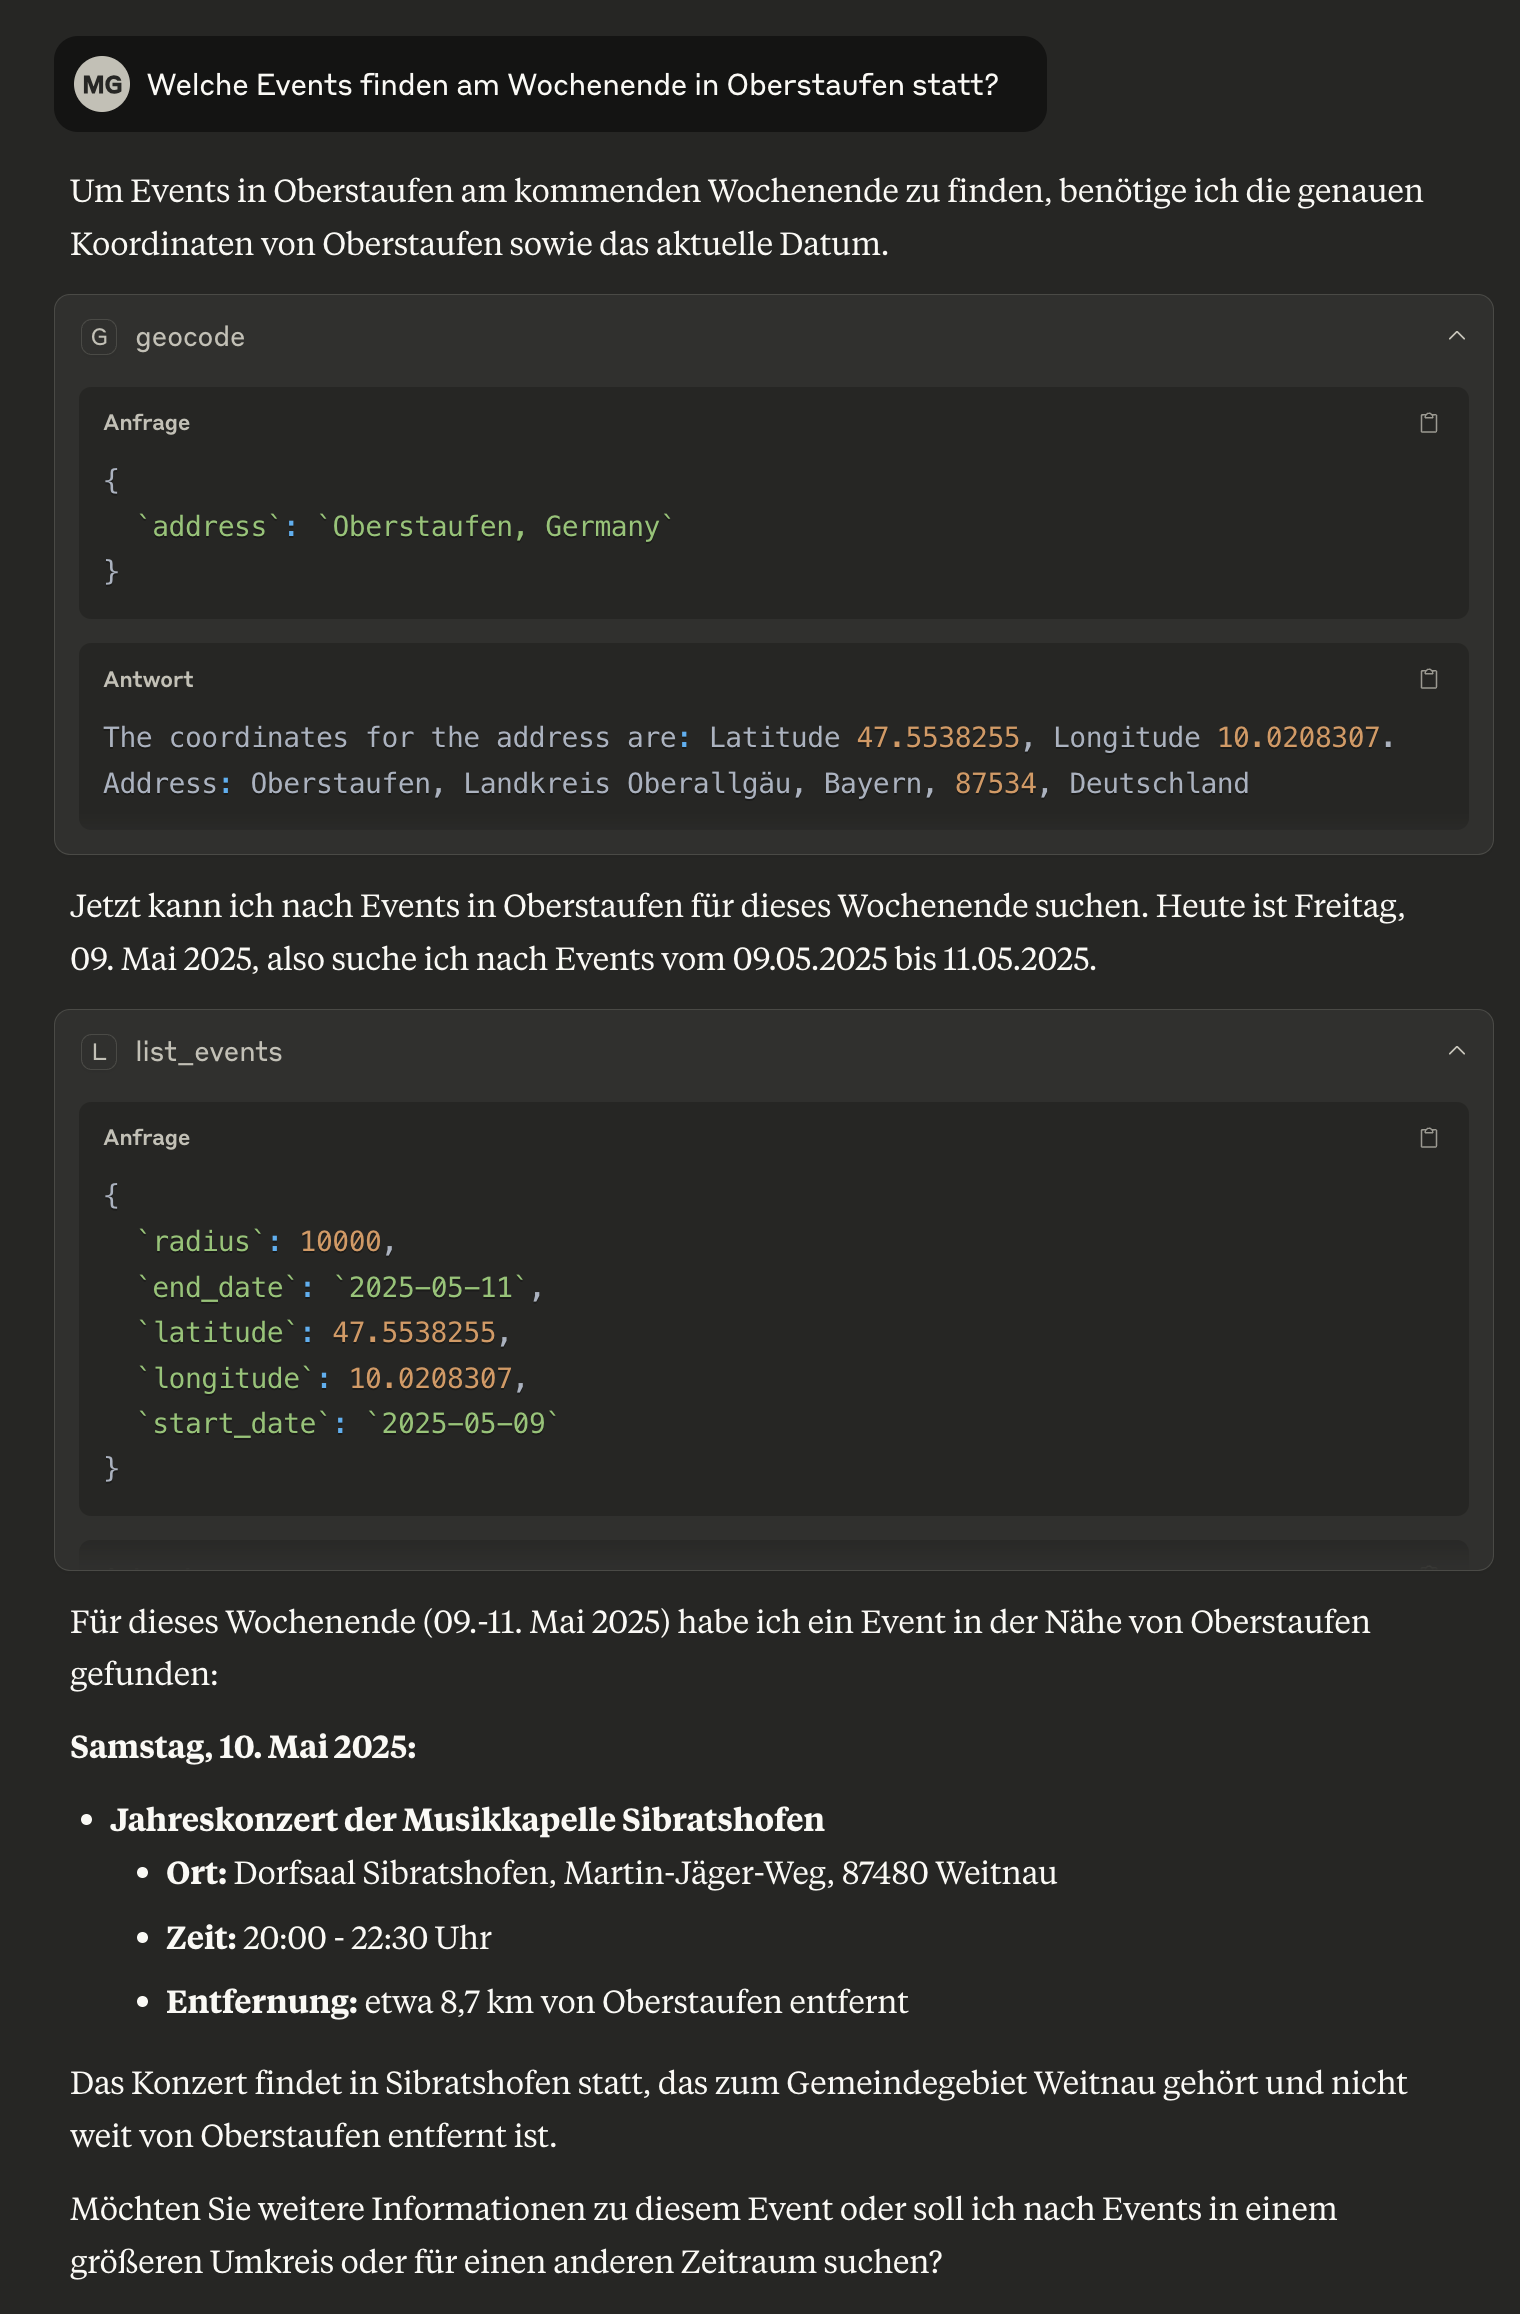 MG Welche Events finden am Wochenende in Oberstaufen statt?
Um Events in Oberstaufen am kommenden Wochenende zu finden, benötige ich die genauen
Koordinaten von Oberstaufen sowie das aktuelle Datum.
G geocode
Anfrage
{
  `address`: `Oberstaufen, Germany`
}
Antwort
The coordinates for the address are: Latitude 47.5538255, Longitude 10.0208307.
Address: Oberstaufen, Landkreis Oberallgäu, Bayern, 87534, Deutschland
Jetzt kann ich nach Events in Oberstaufen für dieses Wochenende suchen. Heute ist Freitag,
09. Mai 2025, also suche ich nach Events vom 09.05.2025 bis 11.05.2025.
L list_events
Anfrage
{
  `radius`: 10000,
  `end_date`: `2025-05-11`,
  `latitude`: 47.5538255,
  `longitude`: 10.0208307,
  `start_date`: `2025-05-09`
}
Für dieses Wochenende (09.-11. Mai 2025) habe ich ein Event in der Nähe von Oberstaufen
gefunden:
Samstag, 10. Mai 2025:
• Jahreskonzert der Musikkapelle Sibratshofen
• Ort: Dorfsaal Sibratshofen, Martin-Jäger-Weg, 87480 Weitnau
• Zeit: 20:00 - 22:30 Uhr
• Entfernung: etwa 8,7 km von Oberstaufen entfernt
Das Konzert findet in Sibratshofen statt, das zum Gemeindegebiet Weitnau gehört und nicht
weit von Oberstaufen entfernt ist.
Möchten Sie weitere Informationen zu diesem Event oder soll ich nach Events in einem
größeren Umkreis oder für einen anderen Zeitraum suchen?